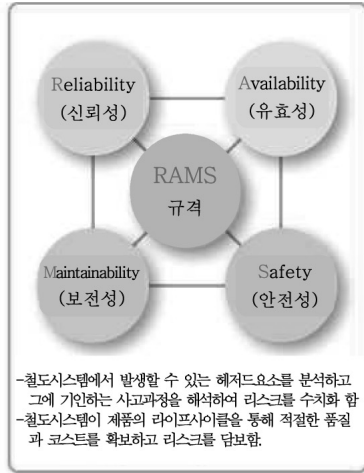 Reliability
(신뢰성)
Availability
(유효성)
RAMS
규격
Maintainability
(보전성)
Safety
(안전성)
-철도시스템에서 발생할 수 있는 헤저드요소를 분석하고
그에 기인하는 사고과정을 해석하여 리스크를 수치화 함
-철도시스템이 제품의 라이프사이클을 통해 적절한 품질
과 코스트를 확보하고 리스크를 담보함.